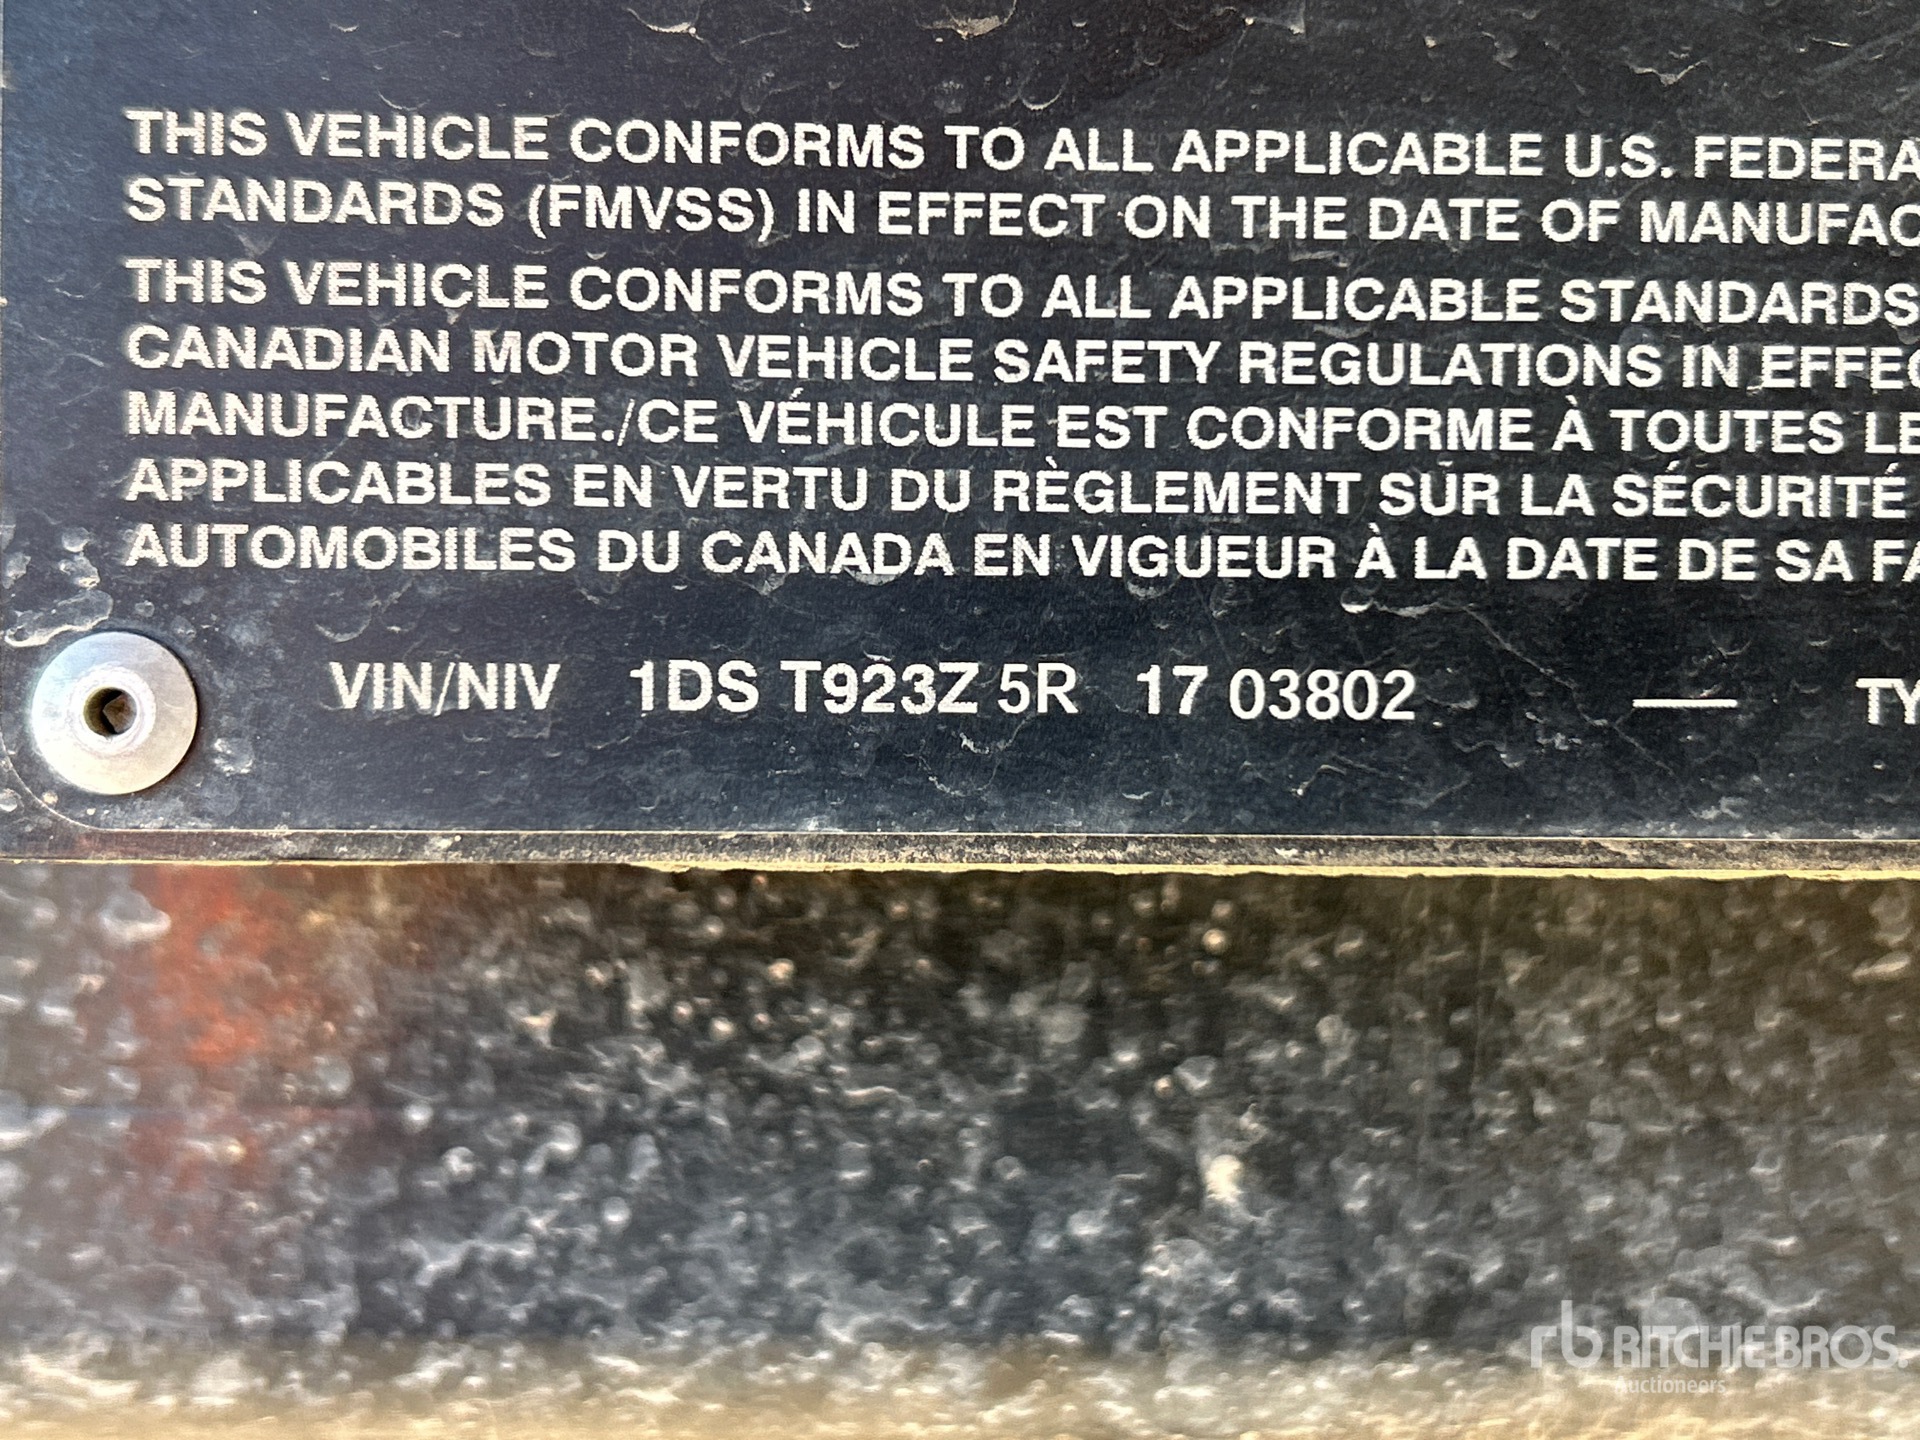 THIS VEHICLE CONFORMS TO ALL APPLICABLE U.S. FEDERA
STANDARDS (FMVSS) IN EFFECT ON THE DATE OF MANUFAC
THIS VEHICLE CONFORMS TO ALL APPLICABLE STANDARDS
CANADIAN MOTOR VEHICLE SAFETY REGULATIONS IN EFFEC
MANUFACTURE./CE VÉHICULE EST CONFORME À TOUTES LE
APPLICABLES EN VERTU DU RÈGLEMENT SUR LA SÉCURITÉ
AUTOMOBILES DU CANADA EN VIGUEUR À LA DATE DE SA FA
VIN/NIV 1DS T923Z 5R 17 03802 — TY
rb RITCHIE BROS.
Auctioneers